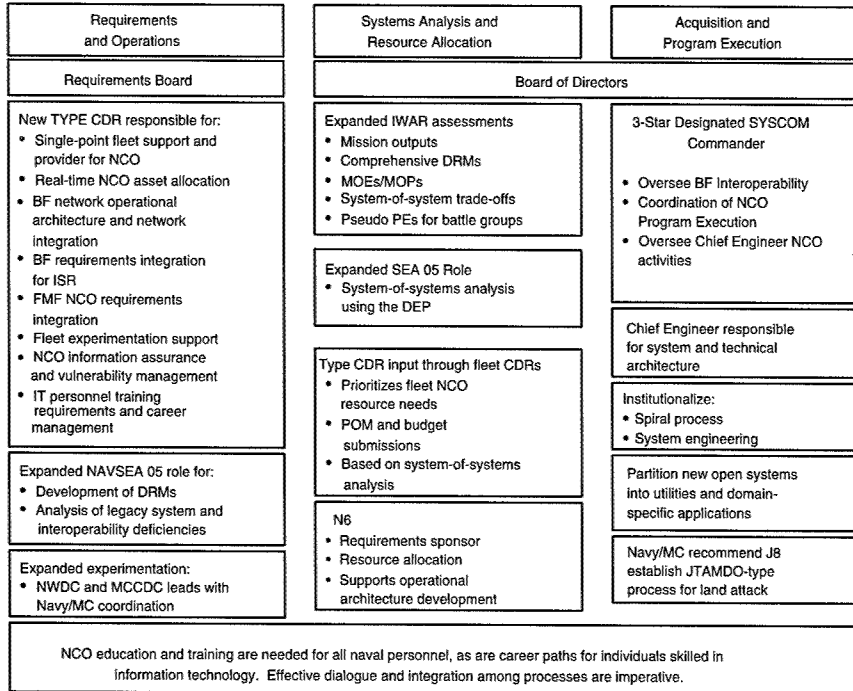 Requirements
and Operations
Systems Analysis and
Resource Allocation
Acquisition and
Program Execution
Requirements Board
Board of Directors
New TYPE CDR responsible for:
• Single-point fleet support and
provider for NCO
• Real-time NCO asset allocation
• BF network operational
architecture and network
integration
• BF requirements integration
for ISR
• FMF NCO requirements
integration
• Fleet experimentation support
• NCO information assurance
and vulnerability management
• IT personnel training
requirements and career
management
Expanded NAVSEA 05 role for:
• Development of DRMs
• Analysis of legacy system and
interoperability deficiencies
Expanded experimentation:
• NWDC and MCCDC leads with
Navy/MC coordination
Expanded IWAR assessments
• Mission outputs
• Comprehensive DRMs
• MOEs/MOPs
• System-of-system trade-offs
• Pseudo PEs for battle groups
Expanded SEA 05 Role
• System-of-systems analysis
using the DEP
Type CDR input through fleet CDRs
• Prioritizes fleet NCO
resource needs
• POM and budget
submissions
• Based on system-of-systems
analysis
N6
• Requirements sponsor
• Resource allocation
• Supports operational
architecture development
3-Star Designated SYSCOM
Commander
• Oversee BF Interoperability
• Coordination of NCO
Program Execution
• Oversee Chief Engineer NCO
activities
Chief Engineer responsible
for system and technical
architecture
Institutionalize:
• Spiral process
• System engineering
Partition new open systems
into utilities and domain-
specific applications
Navy/MC recommend J8
establish JTAMDO-type
process for land attack
NCO education and training are needed for all naval personnel, as are career paths for individuals skilled in
information technology. Effective dialogue and integration among processes are imperative.